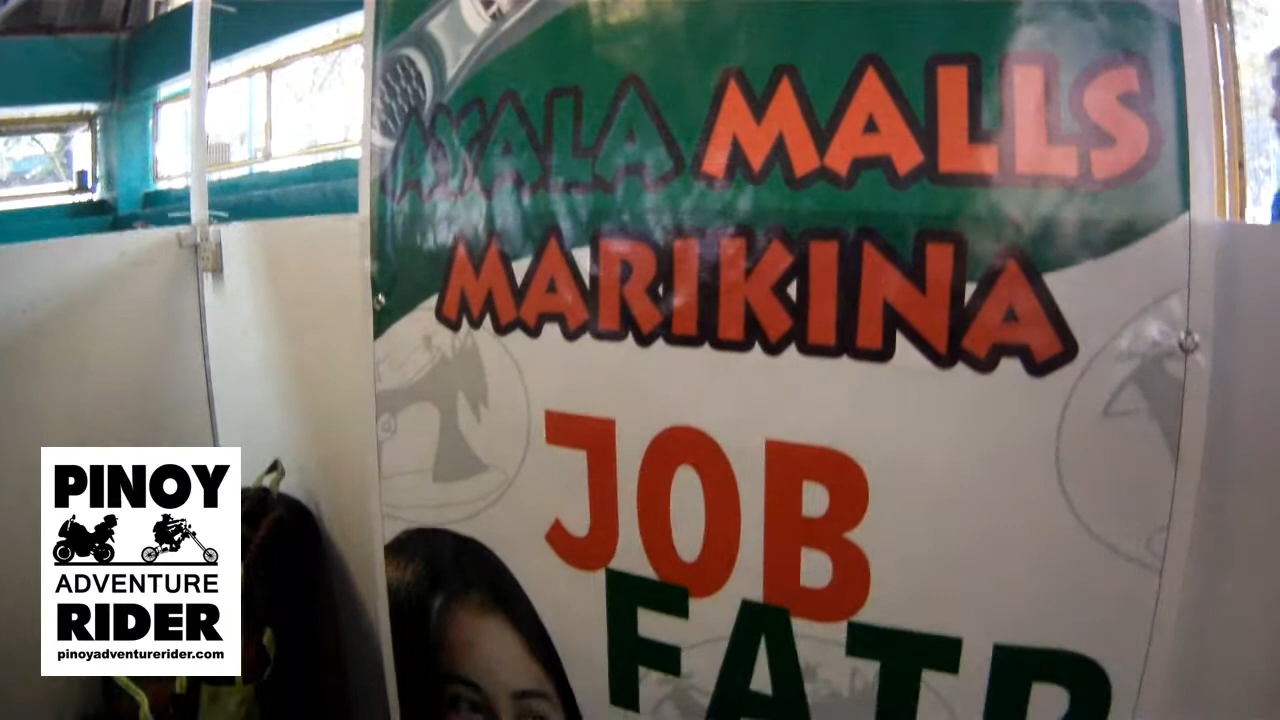 AYALA MALLS
MARIKINA
JOB
FAIR
PINOY
ADVENTURE
RIDER
pinoyadventurerider.com